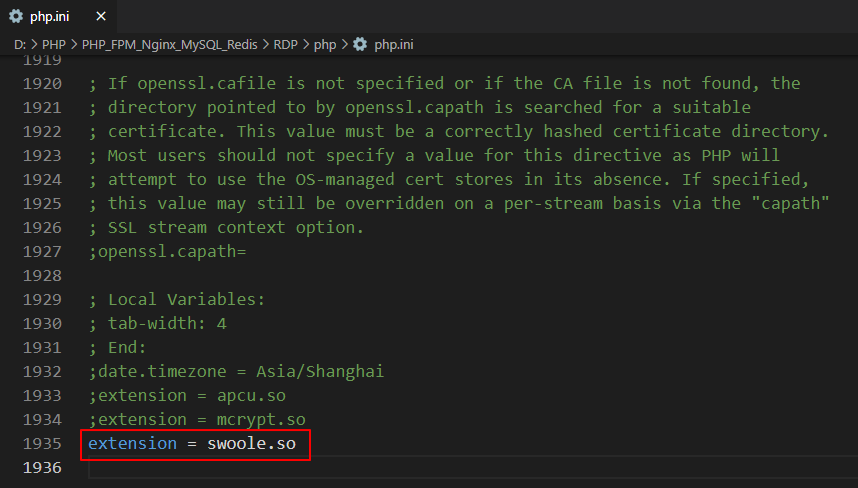 php.ini
D: > PHP > PHP_FPM_Nginx_MySQL_Redis > RDP > php > php.ini
1919
1920 ; If openssl.cafile is not specified or if the CA file is not found, the
1921 ; directory pointed to by openssl.capath is searched for a suitable
1922 ; certificate. This value must be a correctly hashed certificate directory.
1923 ; Most users should not specify a value for this directive as PHP will
1924 ; attempt to use the OS-managed cert stores in its absence. If specified,
1925 ; this value may still be overridden on a per-stream basis via the "capath"
1926 ; SSL stream context option.
1927 ;openssl.capath=
1928
1929 ; Local Variables:
1930 ; tab-width: 4
1931 ; End:
1932 ;date.timezone = Asia/Shanghai
1933 ;extension = apcu.so
1934 ;extension = mcrypt.so
1935 extension = swoole.so
1936